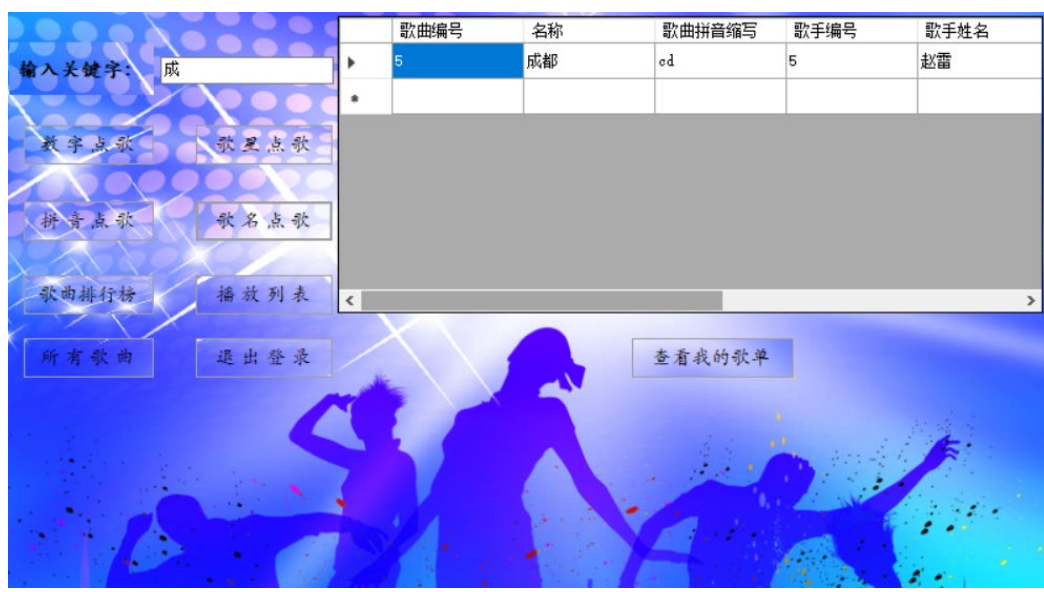 歌曲编号 名称 歌曲拼音缩写 歌手编号 歌手姓名
5 成都 cd 5 赵雷
输入关键字: 成
数字点歌 歌星点歌
拼音点歌 歌名点歌
歌曲排行榜 播放列表
所有歌曲 退出登录 查看我的歌单